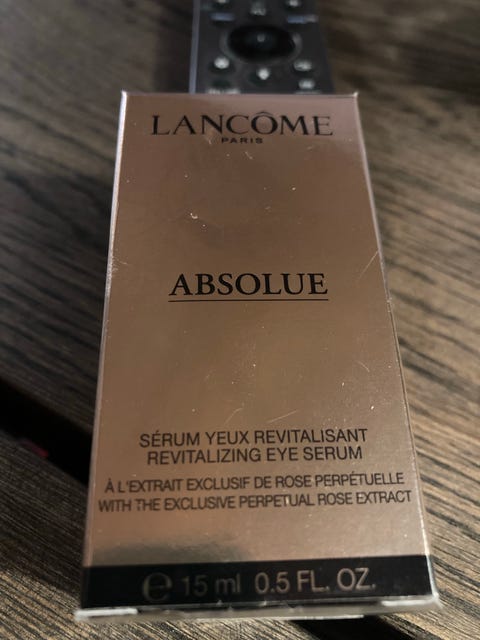 LANCÔME
PARIS
ABSOLUE
SÉRUM YEUX REVITALISANT
REVITALIZING EYE SERUM
À L'EXTRAIT EXCLUSIF DE ROSE PERPÉTUELLE
WITH THE EXCLUSIVE PERPETUAL ROSE EXTRACT
℮ 15 ml 0.5 FL. OZ.